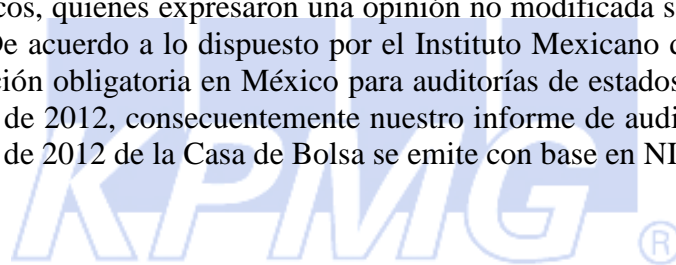 cos, quienes expresaron una opinión no modificada s
De acuerdo a lo dispuesto por el Instituto Mexicano
ción obligatoria en México para auditorías de estados
de 2012, consecuentemente nuestro informe de audi
de 2012 de la Casa de Bolsa se emite con base en NI
KPMG ®